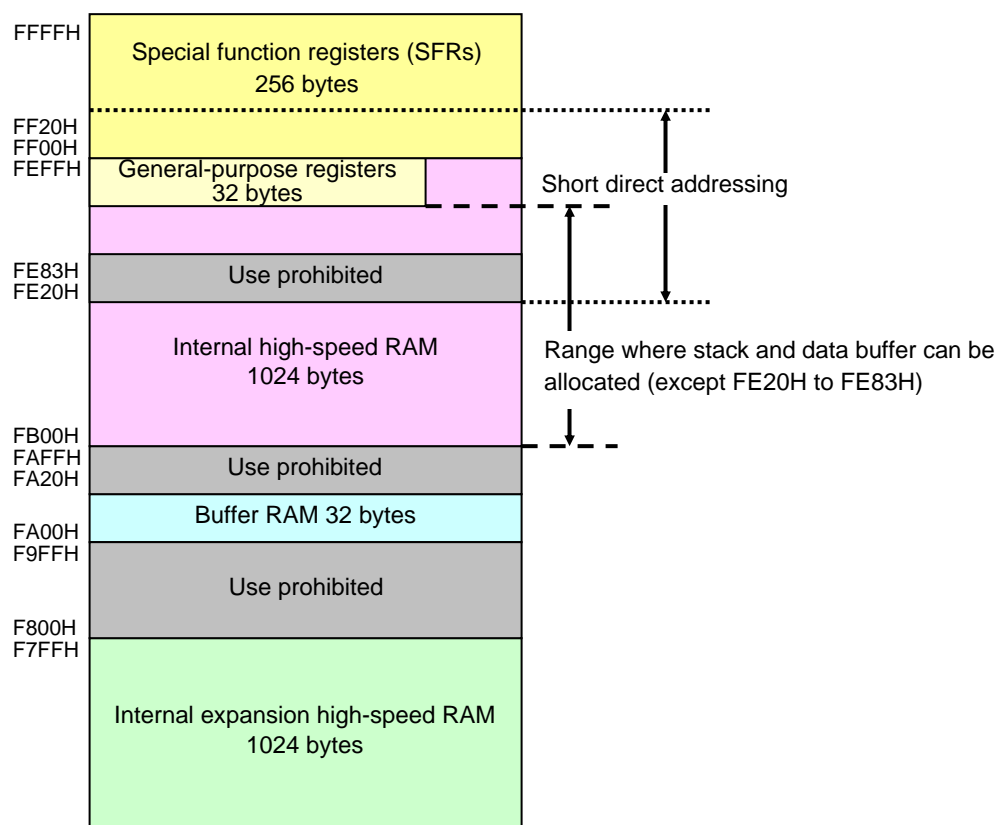 FFFFH
Special function registers (SFRs)
256 bytes
FF20H
FF00H
FEFFH
General-purpose registers
32 bytes
Short direct addressing
FE83H
FE20H
Use prohibited
Internal high-speed RAM
1024 bytes
Range where stack and data buffer can be
allocated (except FE20H to FE83H)
FB00H
FAFFH
FA20H
Use prohibited
Buffer RAM 32 bytes
FA00H
F9FFH
Use prohibited
F800H
F7FFH
Internal expansion high-speed RAM
1024 bytes